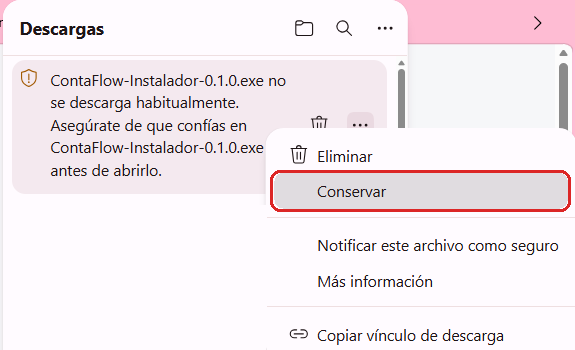 Descargas
ContaFlow-Instalador-0.1.0.exe no
se descarga habitualmente.
Asegúrate de que confías en
ContaFlow-Instalador-0.1.0.exe
antes de abrirlo.
Eliminar
Conservar
Notificar este archivo como seguro
Más información
Copiar vínculo de descarga